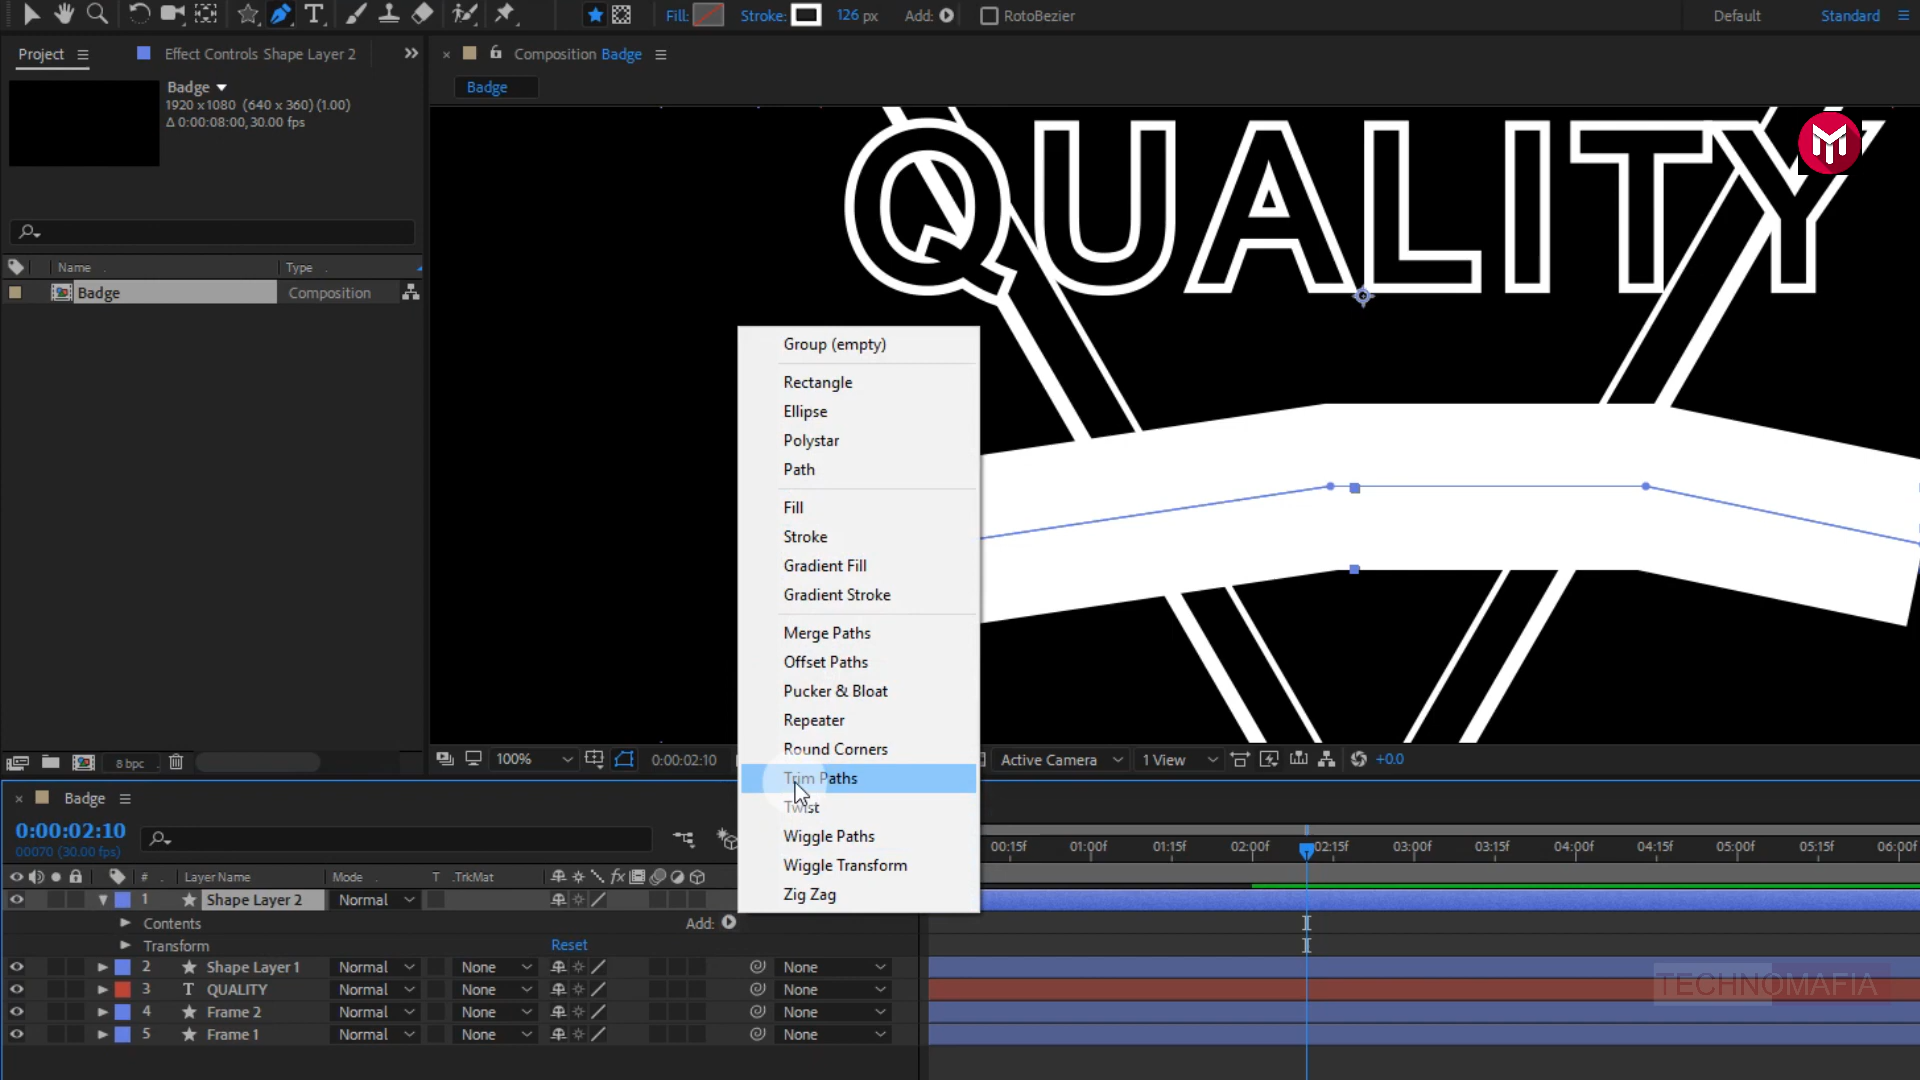 Fill: Stroke: 126 px Add: RotoBezier Default Standard
Project Effect Controls Shape Layer 2
Composition Badge
Badge
Badge
1920 x1080 (640 x 360) (1.00)
Δ 0:00:08:00, 30.00 fps
Name Type
Badge Composition
QUALITY
Group (empty)
Rectangle
Ellipse
Polystar
Path
Fill
Stroke
Gradient Fill
Gradient Stroke
Merge Paths
Offset Paths
Pucker & Bloat
Repeater
Round Corners
Trim Paths
Twist
Wiggle Paths
Wiggle Transform
Zig Zag
8 bpc
100% 0:00:02:10 Active Camera 1 View +0.0
Badge
0:00:02:10
00070 (30.00 fps)
00:15f 01:00f 01:15f 02:00f 02:15f 03:00f 03:15f 04:00f 04:15f 05:00f 05:15f 06:00f
# Layer Name Mode T .TrkMat fx
1 Shape Layer 2 Normal
Contents Add:
Transform Reset
2 Shape Layer 1 Normal None None
3 T QUALITY Normal None None
4 Frame 2 Normal None None
5 Frame 1 Normal None None
TECHNOMAFIA